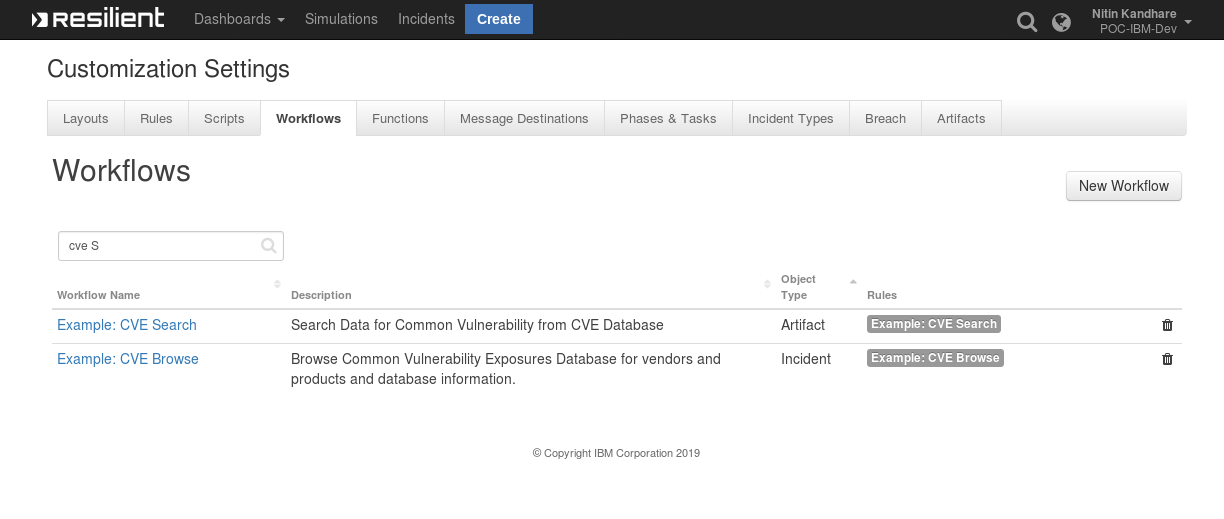 resilient Dashboards Simulations Incidents Create Nitin Kandhare
POC-IBM-Dev
Customization Settings
Layouts Rules Scripts Workflows Functions Message Destinations Phases & Tasks Incident Types Breach Artifacts
Workflows
New Workflow
cve S
Workflow Name Description Object Type Rules
Example: CVE Search Search Data for Common Vulnerability from CVE Database Artifact Example: CVE Search
Example: CVE Browse Browse Common Vulnerability Exposures Database for vendors and Incident Example: CVE Browse
products and database information.
© Copyright IBM Corporation 2019